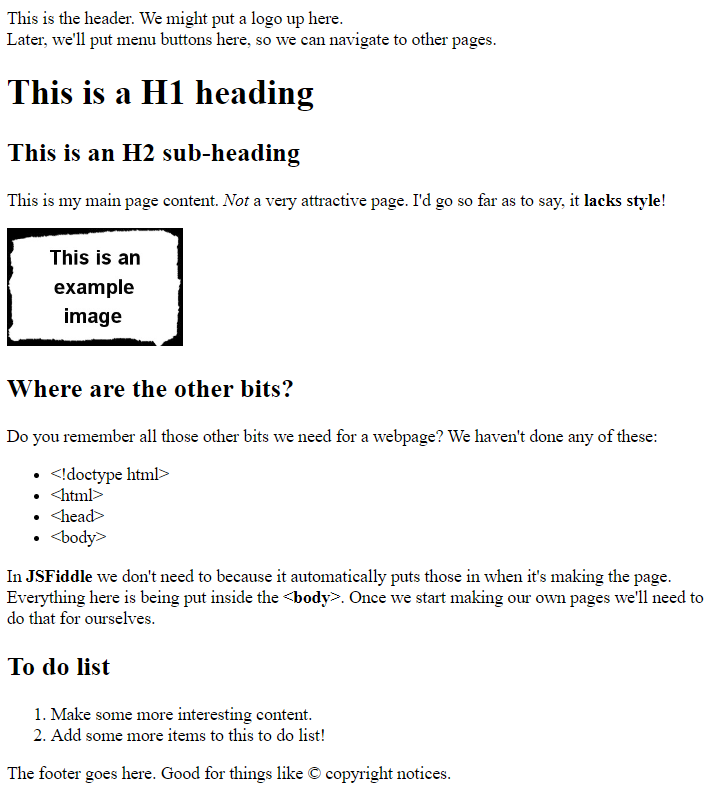 This is the header. We might put a logo up here.
Later, we'll put menu buttons here, so we can navigate to other pages.
This is a H1 heading
This is an H2 sub-heading
This is my main page content. Not a very attractive page. I'd go so far as to say, it lacks style!
This is an
example
image
Where are the other bits?
Do you remember all those other bits we need for a webpage? We haven't done any of these:
• <!doctype html>
• <html>
• <head>
• <body>
In JSFiddle we don't need to because it automatically puts those in when it's making the page.
Everything here is being put inside the <body>. Once we start making our own pages we'll need to
do that for ourselves.
To do list
1. Make some more interesting content.
2. Add some more items to this to do list!
The footer goes here. Good for things like © copyright notices.